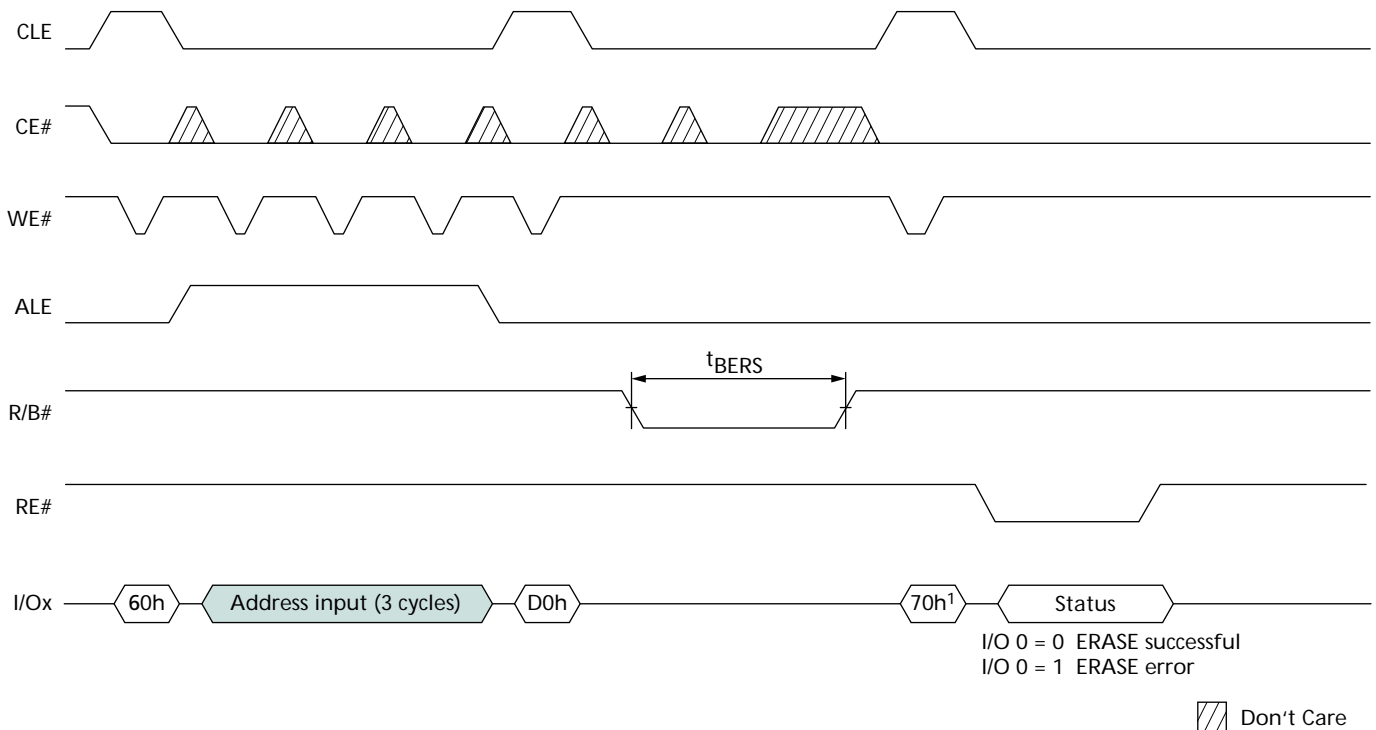 CLE
CE#
WE#
ALE
tBERS
R/B#
RE#
I/Ox 60h Address input (3 cycles) D0h 70h1 Status
I/O 0 = 0 ERASE successful
I/O 0 = 1 ERASE error
Don't Care